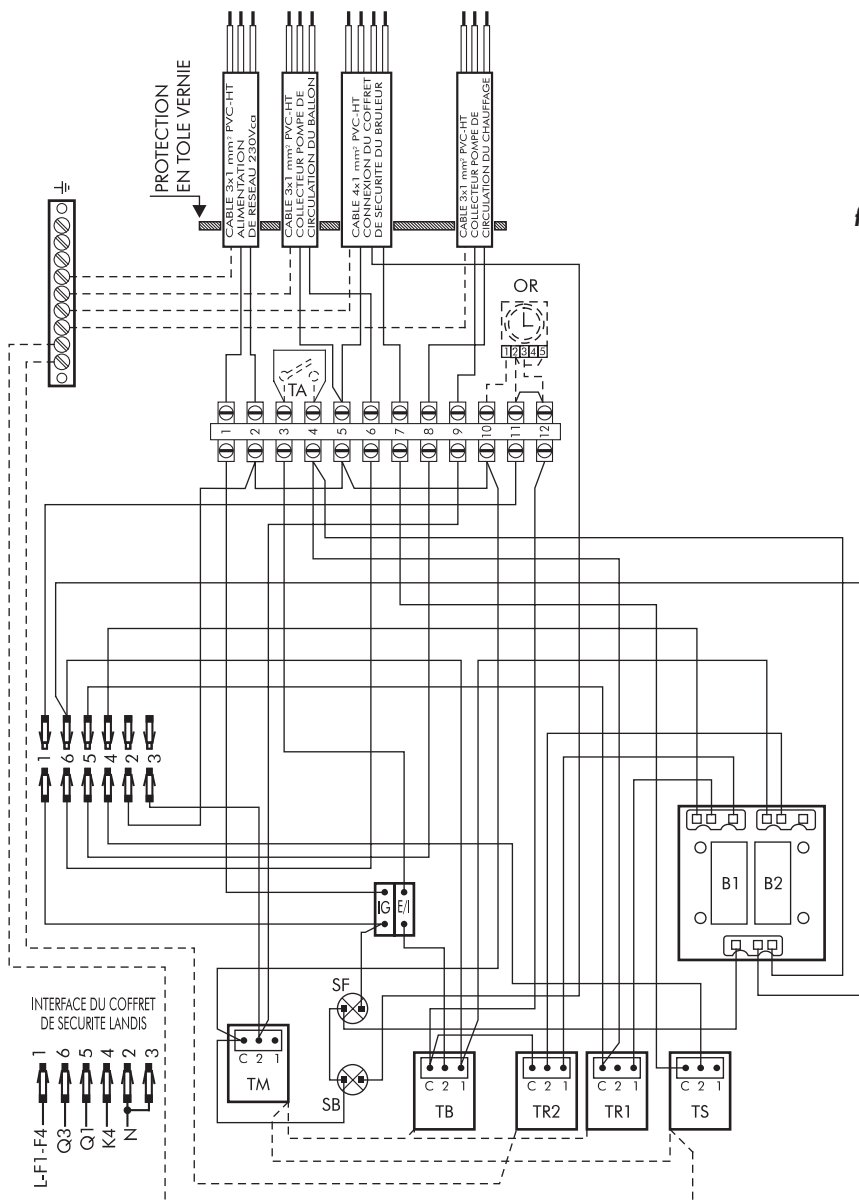 PROTECTION
EN TOLE VERNIE
CABLE 3x1 mm² PVC-HT
ALIMENTATION
DE RESEAU 230Vca
CABLE 3x1 mm² PVC-HT
COLLECTEUR POMPE DE
CIRCULATION DU BALLON
CABLE 4x1 mm² PVC-HT
CONNEXION DU COFFRET
DE SECURITE DU BRULEUR
CABLE 3x1 mm² PVC-HT
COLLECTEUR POMPE DE
CIRCULATION DU CHAUFFAGE
OR
1 2 3 4 5
TA
1 2 3 4 5 6 7 8 9 10 11 12
1 6 5 4 2 3
B1 B2
IG E/I
SF
INTERFACE DU COFFRET
DE SECURITE LANDIS
1 6 5 4 2 3
L-F1-F4 Q3 Q1 K4 N
C 2 1
TM
SB
C 2 1
TB
C 2 1
TR2
C 2 1
TR1
C 2 1
TS